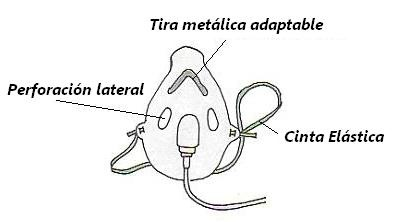 Tira metálica adaptable
Perforación lateral
Cinta Elástica